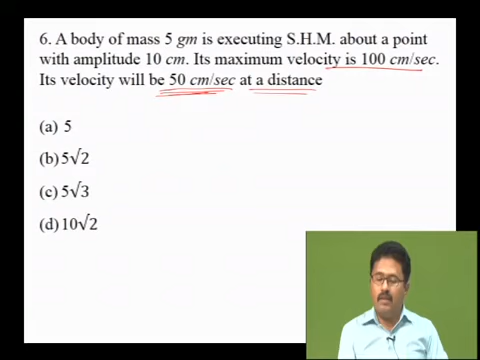 6. A body of mass 5 gm is executing S.H.M. about a point
with amplitude 10 cm. Its maximum velocity is 100 cm/sec.
Its velocity will be 50 cm/sec at a distance
(a) 5
(b) 5√2
(c) 5√3
(d) 10√2